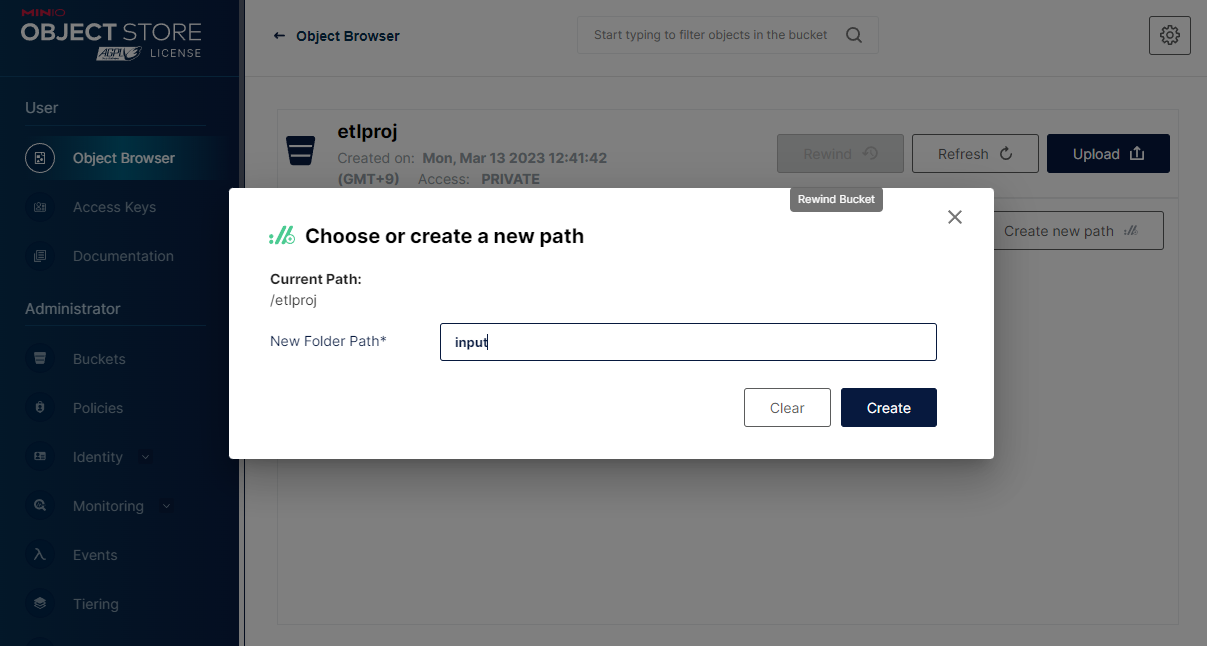 MINIO
OBJECT STORE
AGPLv3 LICENSE
User
Object Browser
Access Keys
Documentation
Administrator
Buckets
Policies
Identity
Monitoring
Events
Tiering
Object Browser
Start typing to filter objects in the bucket
etlproj
Created on: Mon, Mar 13 2023 12:41:42
(GMT+9) Access: PRIVATE
Rewind
Refresh
Upload
Rewind Bucket
Create new path
Choose or create a new path
Current Path:
/etlproj
New Folder Path*
input
Clear
Create